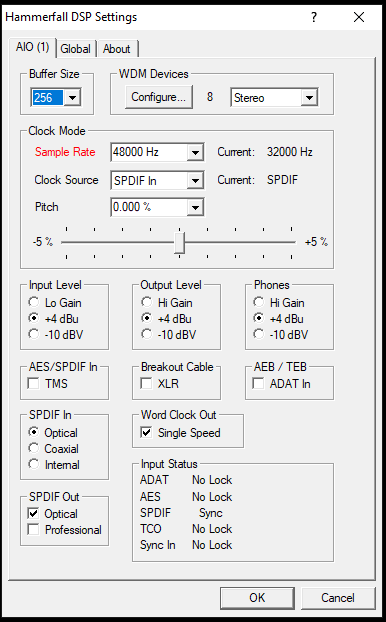 Hammerfall DSP Settings
AIO (1) Global About
Buffer Size
256
WDM Devices
Configure... 8 Stereo
Clock Mode
Sample Rate 48000 Hz Current: 32000 Hz
Clock Source SPDIF In Current: SPDIF
Pitch 0.000 %
-5 % +5 %
Input Level
Lo Gain
+4 dBu
-10 dBV
Output Level
Hi Gain
+4 dBu
-10 dBV
Phones
Hi Gain
+4 dBu
-10 dBV
AES/SPDIF In
TMS
Breakout Cable
XLR
AEB / TEB
ADAT In
SPDIF In
Optical
Coaxial
Internal
Word Clock Out
Single Speed
SPDIF Out
Optical
Professional
Input Status
ADAT No Lock
AES No Lock
SPDIF Sync
TCO No Lock
Sync In No Lock
OK Cancel